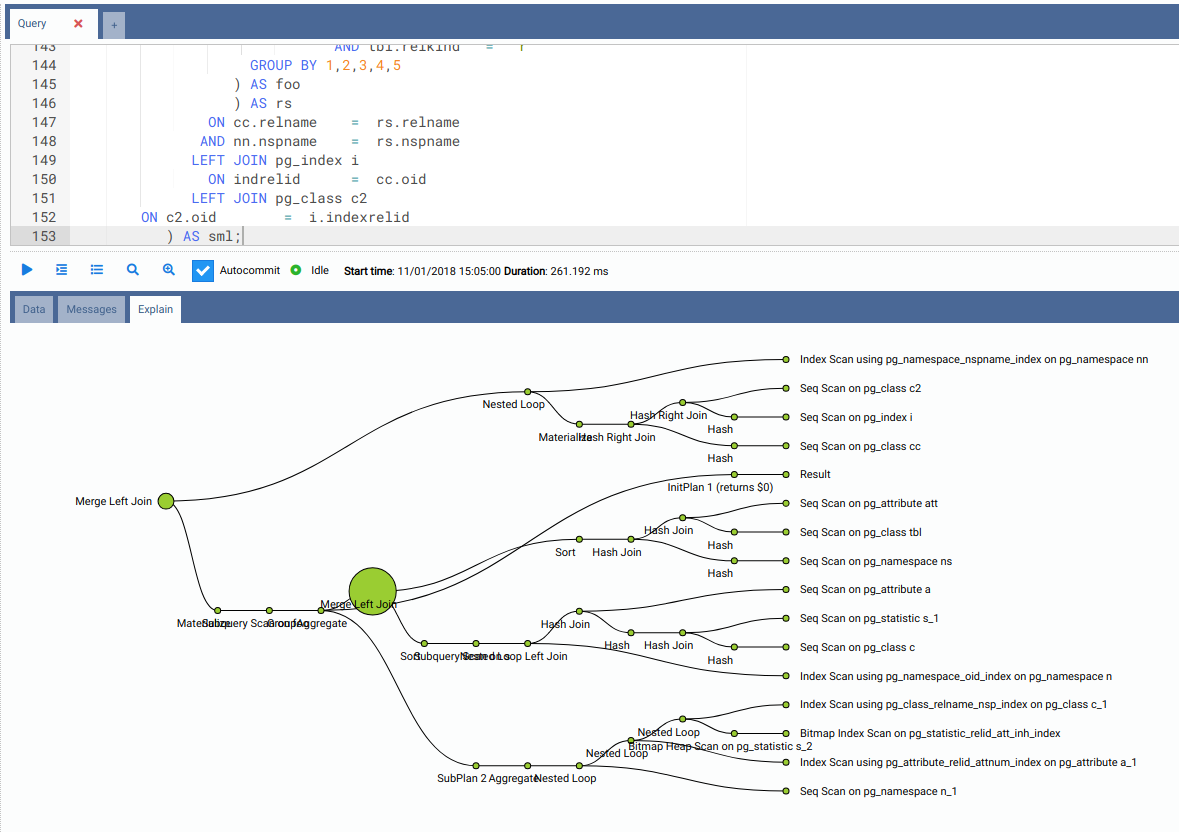 Query
+
143 AND tbl.relkind = r
144 GROUP BY 1,2,3,4,5
145 ) AS foo
146 ) AS rs
147 ON cc.relname = rs.relname
148 AND nn.nspname = rs.nspname
149 LEFT JOIN pg_index i
150 ON indrelid = cc.oid
151 LEFT JOIN pg_class c2
152 ON c2.oid = i.indexrelid
153 ) AS sml;
Autocommit Idle Start time: 11/01/2018 15:05:00 Duration: 261.192 ms
Data Messages Explain
Index Scan using pg_namespace_nspname_index on pg_namespace nn
Seq Scan on pg_class c2
Nested Loop
Hash Right Join
Seq Scan on pg_index i
Hash
Materialize
Hash Right Join
Seq Scan on pg_class cc
Hash
Result
InitPlan 1 (returns $0)
Merge Left Join
Seq Scan on pg_attribute att
Hash Join
Seq Scan on pg_class tbl
Hash
Sort
Hash Join
Seq Scan on pg_namespace ns
Hash
Seq Scan on pg_attribute a
Merge Left Join
Materialize
Subquery Scan on foo
GroupAggregate
Hash Join
Seq Scan on pg_statistic s_1
Hash
Hash Join
Seq Scan on pg_class c
Hash
Sort
Subquery Scan on s
Nested Loop Left Join
Index Scan using pg_namespace_oid_index on pg_namespace n
Index Scan using pg_class_relname_nsp_index on pg_class c_1
Nested Loop
Bitmap Index Scan on pg_statistic_relid_att_inh_index
Bitmap Heap Scan on pg_statistic s_2
Nested Loop
Index Scan using pg_attribute_relid_attnum_index on pg_attribute a_1
SubPlan 2
Aggregate
Nested Loop
Seq Scan on pg_namespace n_1